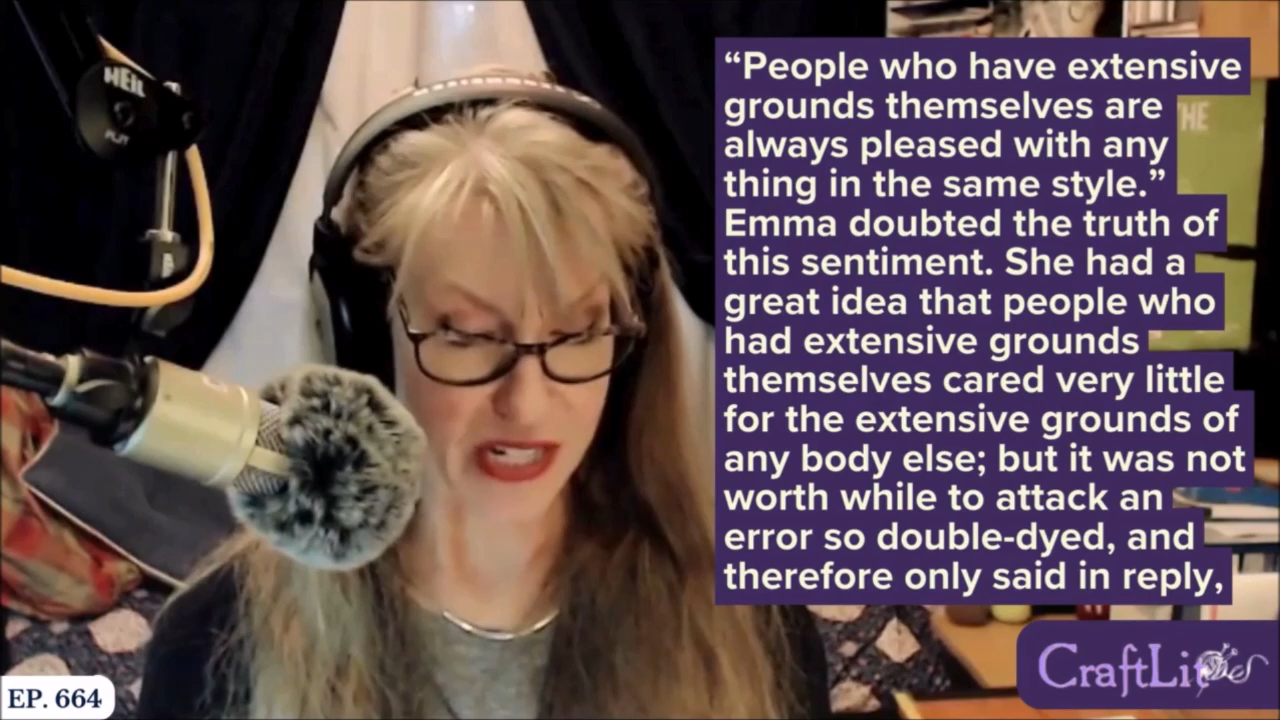 HEIL
“People who have extensive
grounds themselves are
always pleased with any
thing in the same style.”
Emma doubted the truth of
this sentiment. She had a
great idea that people who
had extensive grounds
themselves cared very little
for the extensive grounds of
any body else; but it was not
worth while to attack an
error so double-dyed, and
therefore only said in reply,
HE
CraftLit
EP. 664